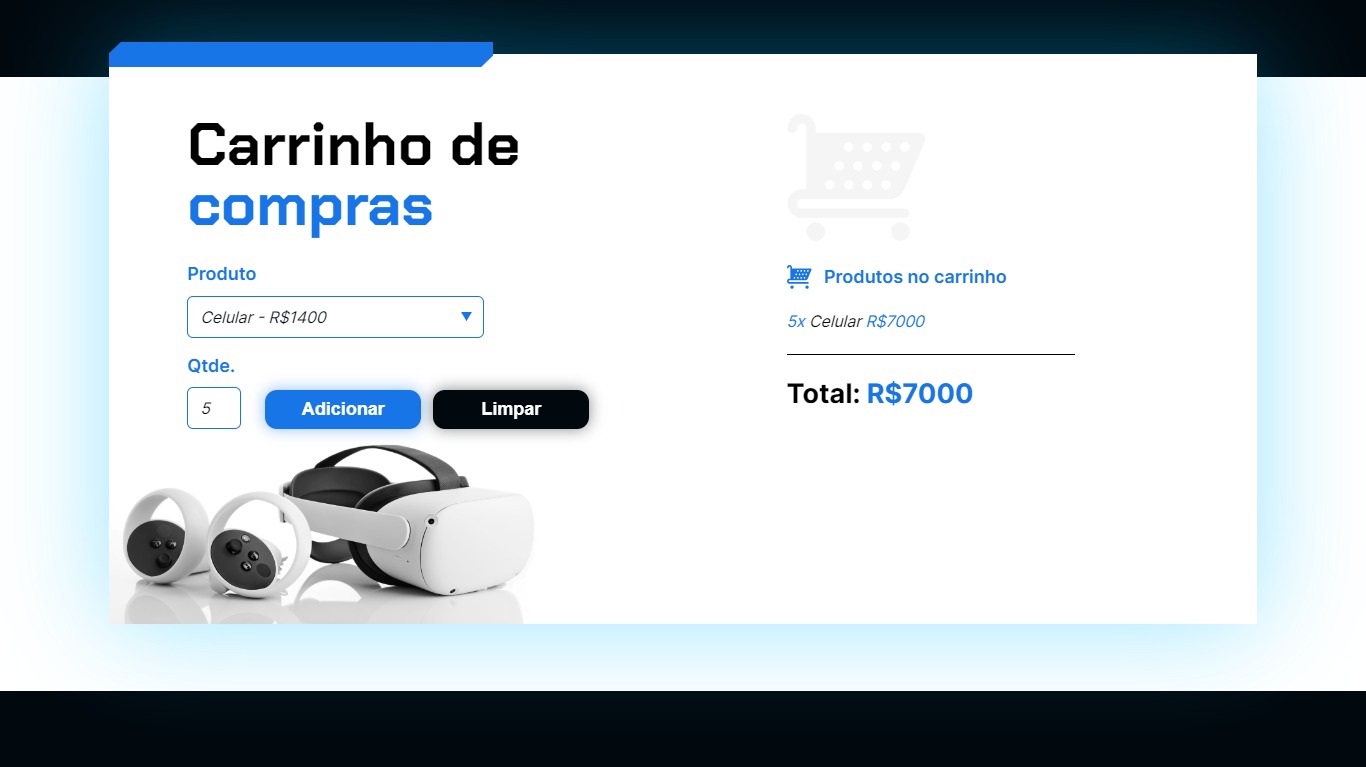 Carrinho de
compras
Produto
Celular - R$1400
Qtde.
5
Adicionar
Limpar
Produtos no carrinho
5x Celular R$7000
Total: R$7000